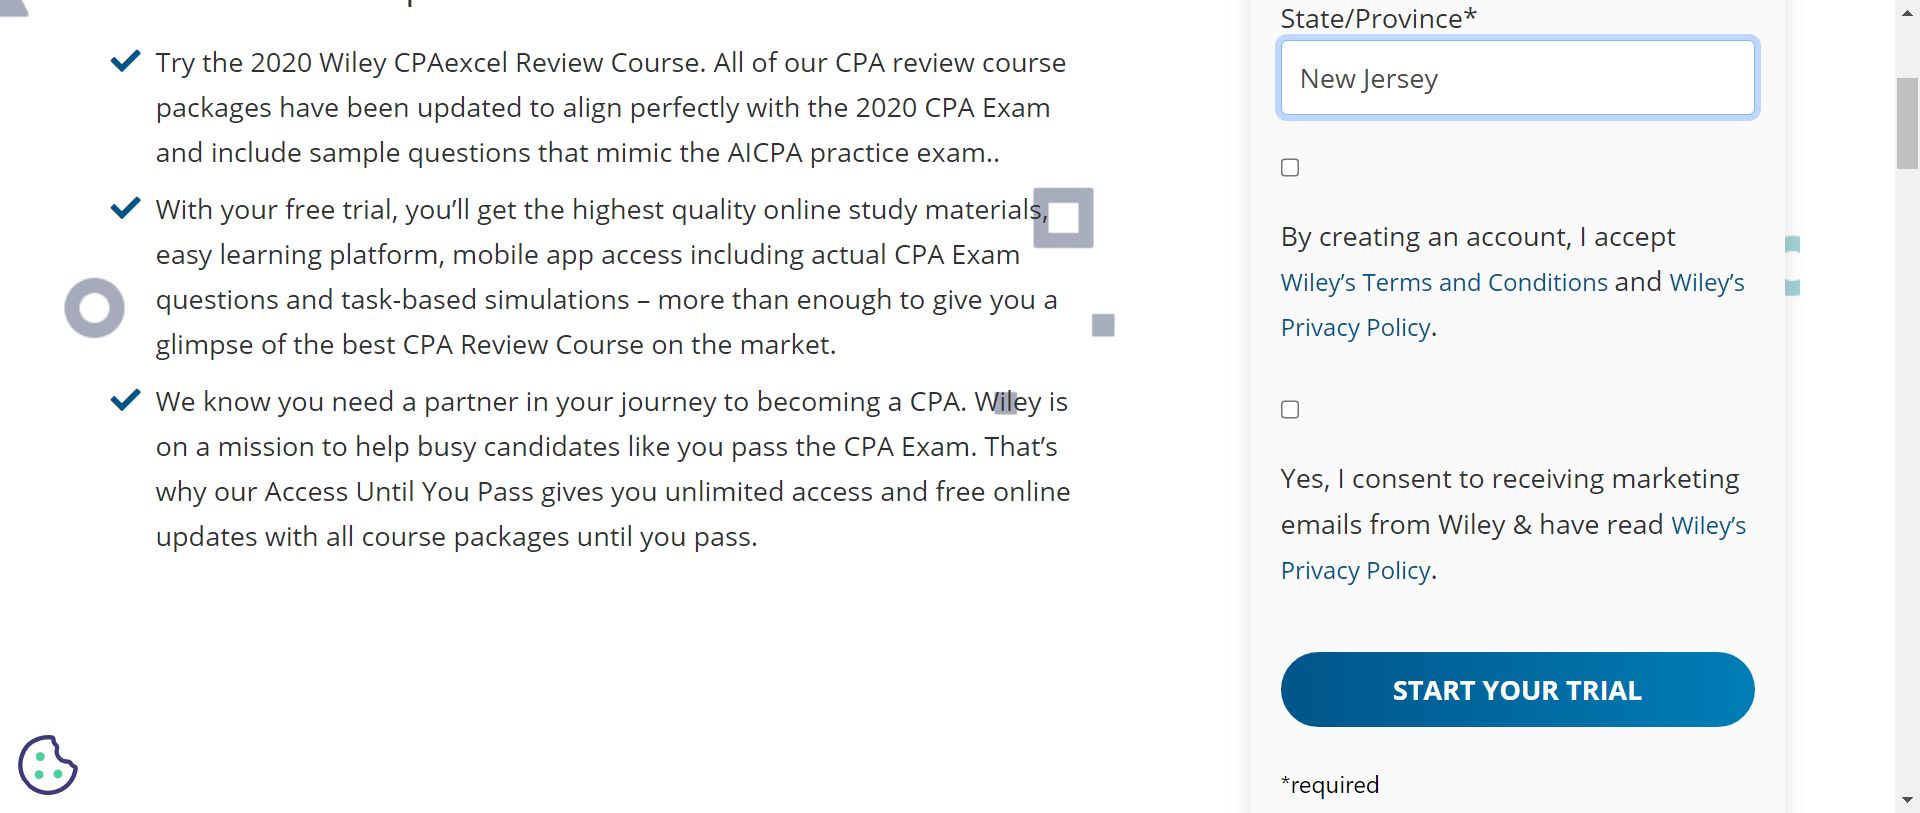 Try the 2020 Wiley CPAexcel Review Course. All of our CPA review course
packages have been updated to align perfectly with the 2020 CPA Exam
and include sample questions that mimic the AICPA practice exam..
With your free trial, you’ll get the highest quality online study materials,
easy learning platform, mobile app access including actual CPA Exam
questions and task-based simulations – more than enough to give you a
glimpse of the best CPA Review Course on the market.
We know you need a partner in your journey to becoming a CPA. Wiley is
on a mission to help busy candidates like you pass the CPA Exam. That’s
why our Access Until You Pass gives you unlimited access and free online
updates with all course packages until you pass.
State/Province*
New Jersey
By creating an account, I accept
Wiley’s Terms and Conditions and Wiley’s
Privacy Policy.
Yes, I consent to receiving marketing
emails from Wiley & have read Wiley’s
Privacy Policy.
START YOUR TRIAL
*required